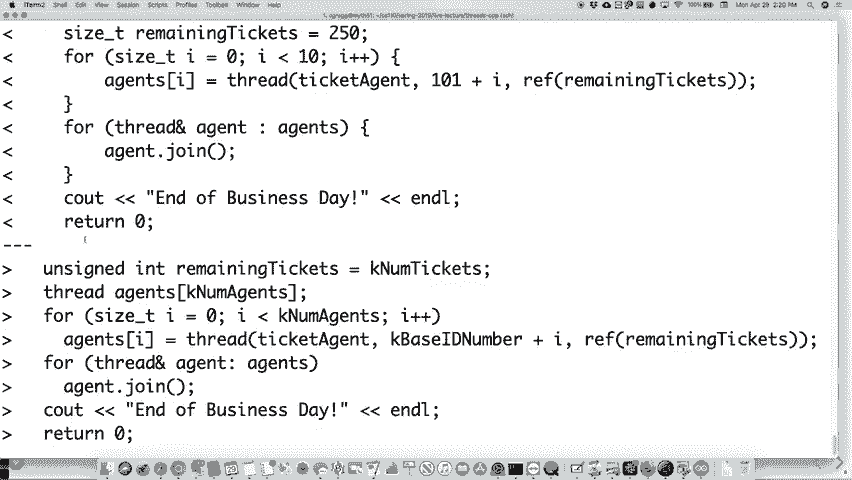 iTerm2 Shell Edit View Session Scripts Profiles Toolbelt Window Help
100% Mon Apr 29 2:20 PM
< size_t remainingTickets = 250;
< for (size_t i = 0; i < 10; i++) {
< agents[i] = thread(ticketAgent, 101 + i, ref(remainingTickets));
< }
< for (thread& agent : agents) {
< agent.join();
< }
< cout << "End of Business Day!" << endl;
< return 0;
---
> unsigned int remainingTickets = kNumTickets;
> thread agents[kNumAgents];
> for (size_t i = 0; i < kNumAgents; i++)
> agents[i] = thread(ticketAgent, kBaseIDNumber + i, ref(remainingTickets));
> for (thread& agent: agents)
> agent.join();
> cout << "End of Business Day!" << endl;
> return 0;